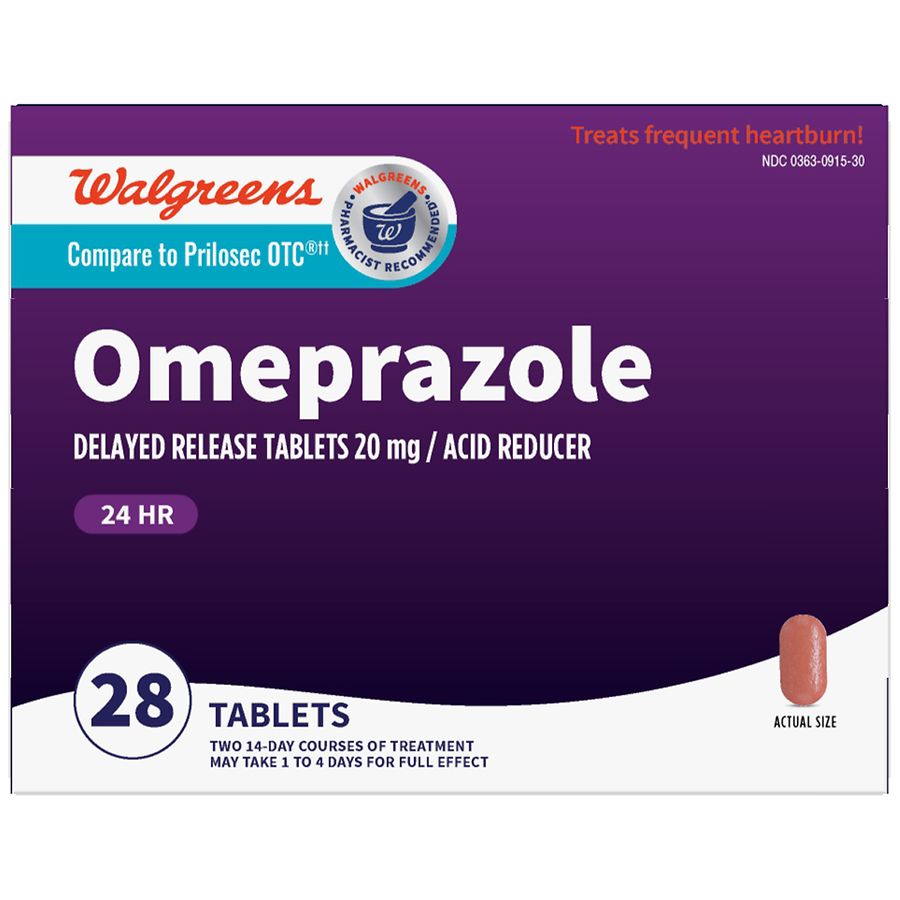 Treats frequent heartburn!
NDC 0363-0915-30
Walgreens
WALGREENS
PHARMACIST RECOMMENDED
W
Compare to Prilosec OTC®††
Omeprazole
DELAYED RELEASE TABLETS 20 mg / ACID REDUCER
24 HR
28
TABLETS
TWO 14-DAY COURSES OF TREATMENT
MAY TAKE 1 TO 4 DAYS FOR FULL EFFECT
ACTUAL SIZE